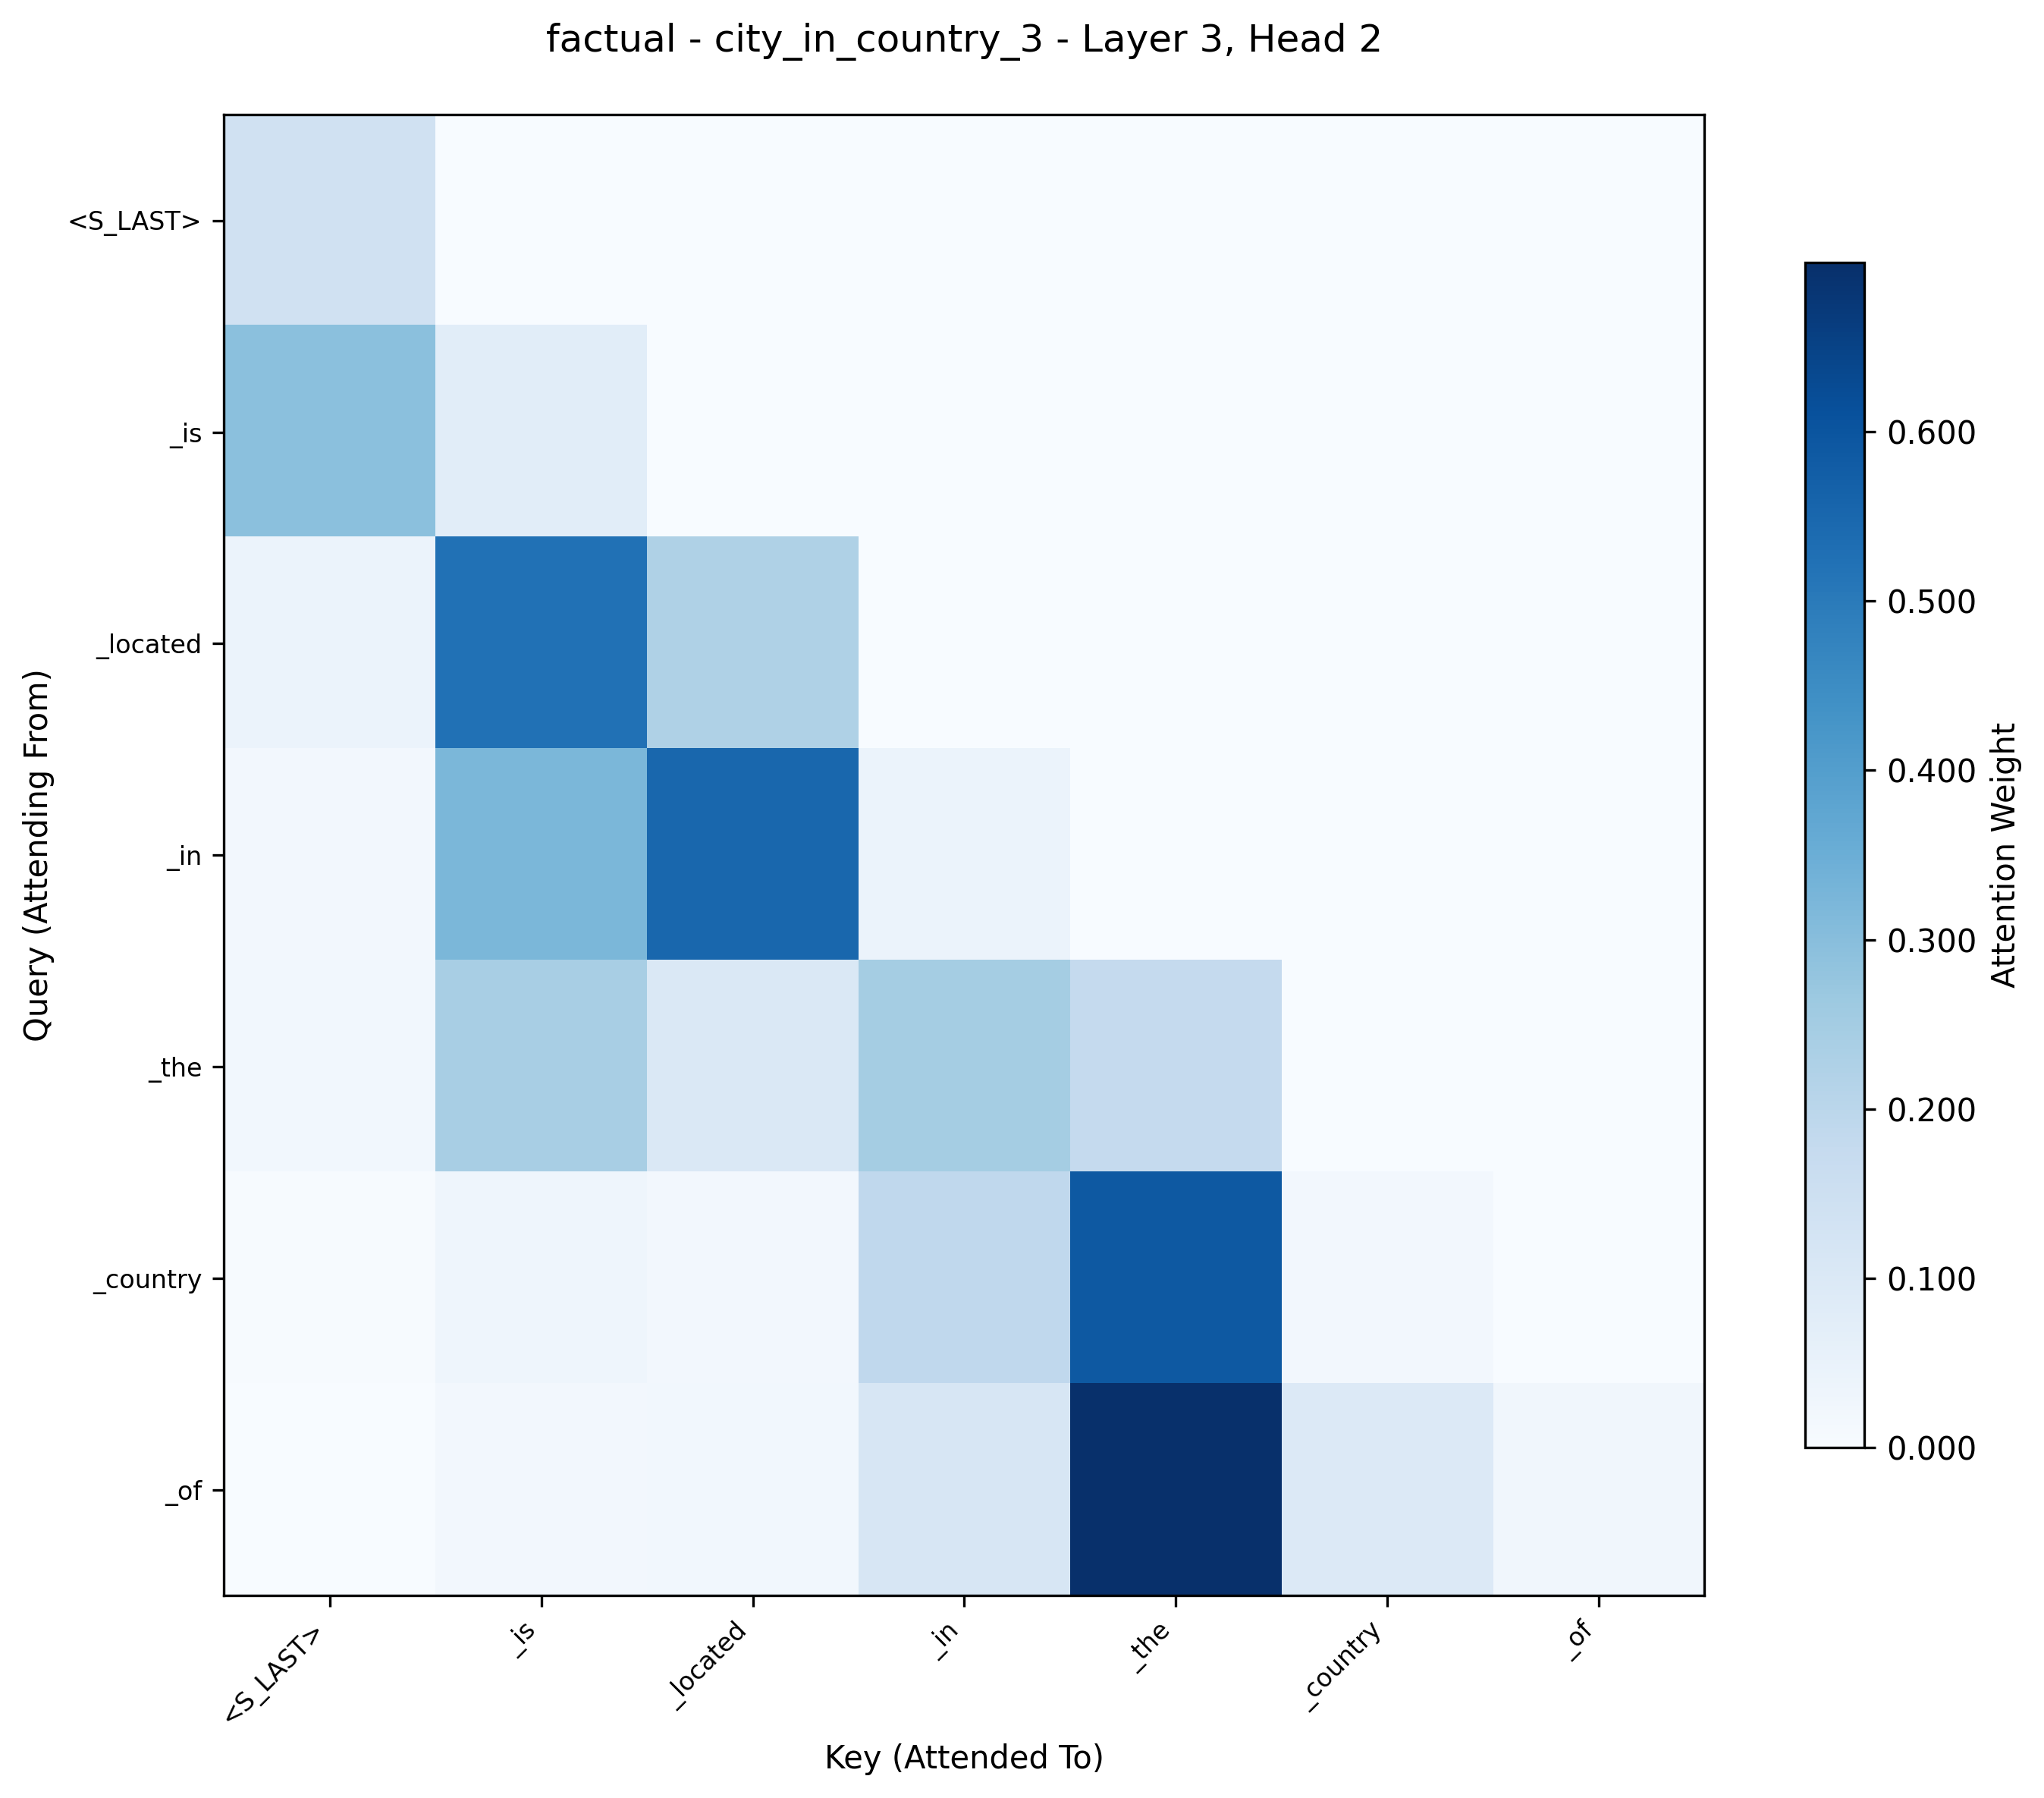 factual - city_in_country_3 - Layer 3, Head 2
<S_LAST>
_is
_located
_in
_the
_country
_of
Query (Attending From)
<S_LAST>
_is
_located
_in
_the
_country
_of
Key (Attended To)
0.600
0.500
0.400
0.300
0.200
0.100
0.000
Attention Weight